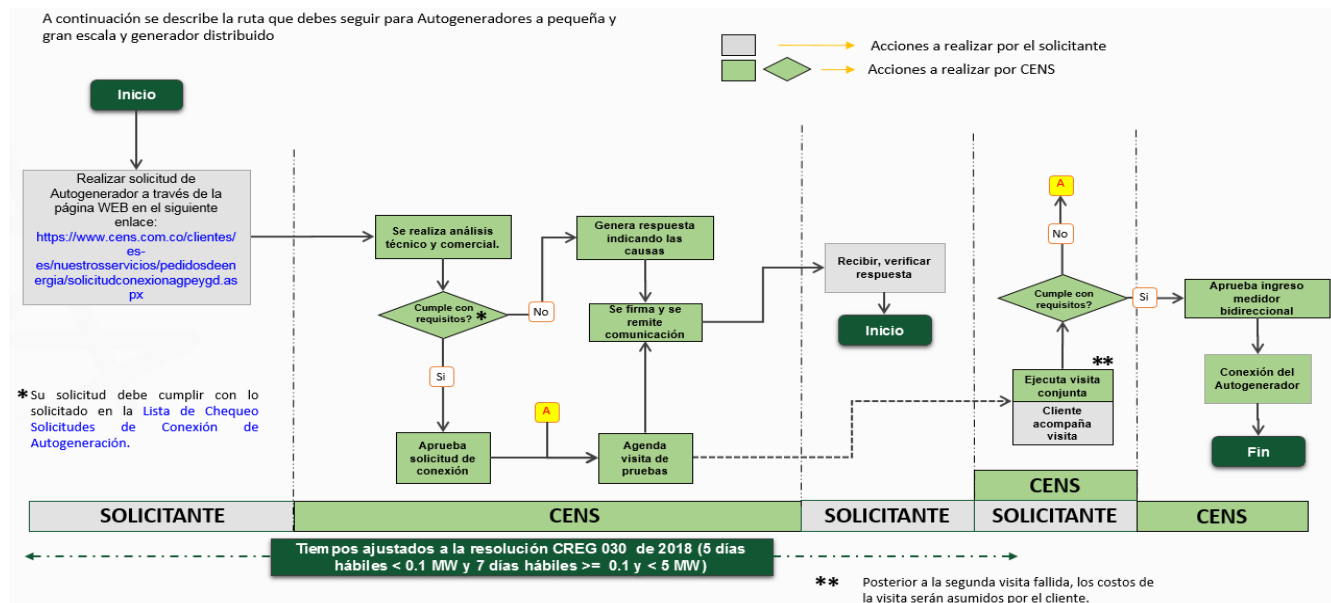 A continuación se describe la ruta que debes seguir para Autogeneradores a pequeña y
gran escala y generador distribuido
Acciones a realizar por el solicitante
Acciones a realizar por CENS
Inicio
Realizar solicitud de
Autogenerador a través de la
página WEB en el siguiente
enlace:
https://www.cens.com.co/clientes/
es-
es/nuestrosservicios/pedidosdeen
ergia/solicitudconexionagpeygd.as
px
* Su solicitud debe cumplir con lo
solicitado en la Lista de Chequeo
Solicitudes de Conexión de
Autogeneración.
Se realiza análisis
técnico y comercial.
Cumple con
requisitos? *
No
Si
Aprueba
solicitud de
conexión
A
Genera respuesta
indicando las
causas
Se firma y se
remite
comunicación
Agenda
visita de
pruebas
Recibir, verificar
respuesta
Inicio
A
No
Cumple con
requisitos?
Si
**
Ejecuta visita
conjunta
Cliente
acompaña
visita
Aprueba ingreso
medidor
bidireccional
Conexión del
Autogenerador
Fin
SOLICITANTE
CENS
SOLICITANTE
CENS
SOLICITANTE
CENS
Tiempos ajustados a la resolución CREG 030 de 2018 (5 días
hábiles < 0.1 MW y 7 días hábiles >= 0.1 y < 5 MW)
** Posterior a la segunda visita fallida, los costos de
la visita serán asumidos por el cliente.